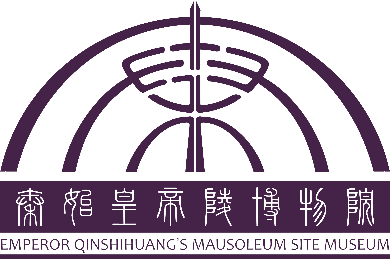 秦始皇帝陵博物院
EMPEROR QINSHIHUANG'S MAUSOLEUM SITE MUSEUM